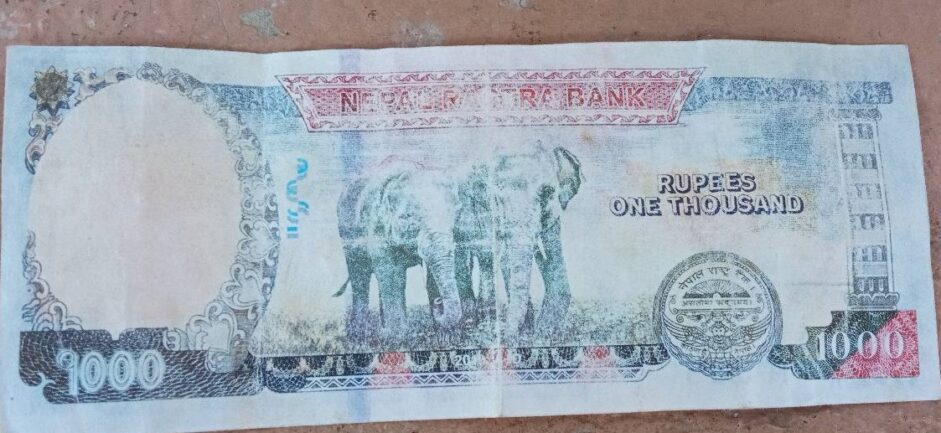 NEPAL RASTRA BANK
RUPEES
ONE THOUSAND
नेपाल राष्ट्र बैंक
1000
1000